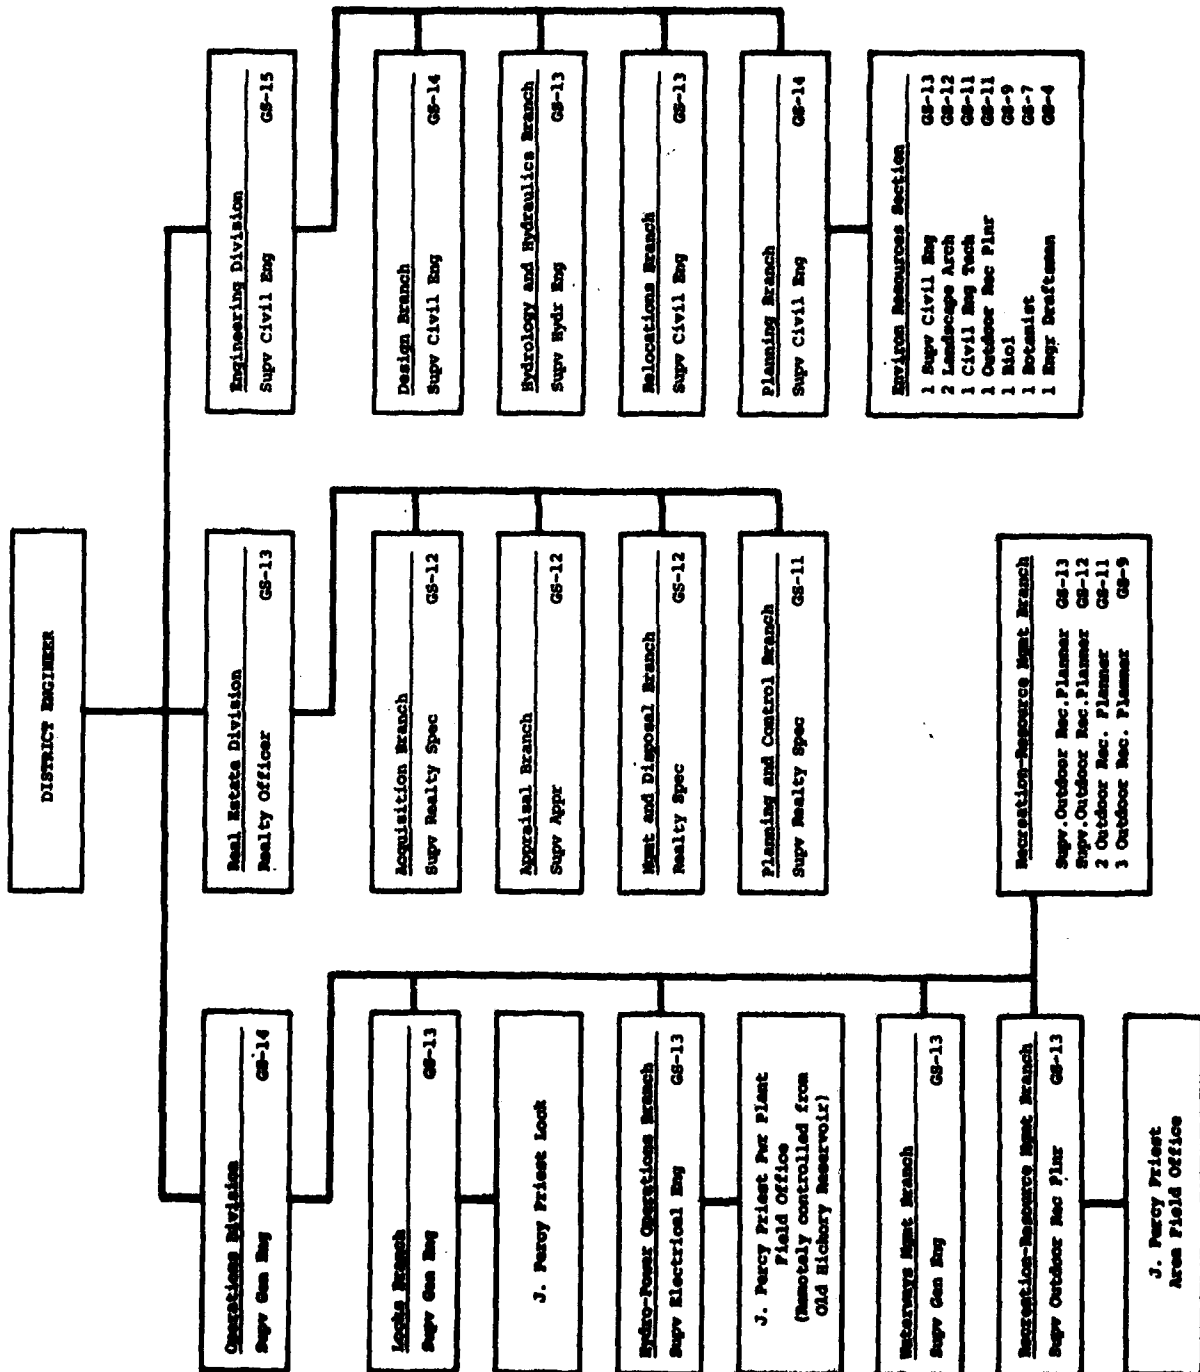 DISTRICT ENGINEER
Operations Division
Supv Gen Eng GS-14
Locks Branch
Supv Gen Eng GS-13
J. Percy Priest Lock
Hydro-Power Operations Branch
Supv Electrical Eng GS-13
J. Percy Priest Pwr Plant
Field Office
(Remotely controlled from
Old Hickory Reservoir)
Waterways Mgmt Branch
Supv Gen Eng GS-13
Recreation-Resource Mgmt Branch
Supv Outdoor Rec Plnr GS-13
J. Percy Priest
Area Field Office
Recreation-Resource Mgmt Branch
Supv.Outdoor Rec.Planner GS-13
Supv.Outdoor Rec.Planner GS-12
2 Outdoor Rec. Planner GS-11
3 Outdoor Rec. Planner GS-9
Real Estate Division
Realty Officer GS-13
Acquisition Branch
Supv Realty Spec GS-12
Appraisal Branch
Supv Appr GS-12
Mgmt and Disposal Branch
Realty Spec GS-12
Planning and Control Branch
Supv Realty Spec GS-11
Engineering Division
Supv Civil Eng GS-15
Design Branch
Supv Civil Eng GS-14
Hydrology and Hydraulics Branch
Supv Hydr Eng GS-13
Relocations Branch
Supv Civil Eng GS-13
Planning Branch
Supv Civil Eng GS-14
Environ Resources Section
1 Supv Civil Eng GS-13
2 Landscape Arch GS-12
1 Civil Eng Tech GS-11
1 Outdoor Rec Plnr GS-11
1 Biol GS-9
1 Botanist GS-7
1 Engr Draftsman GS-4